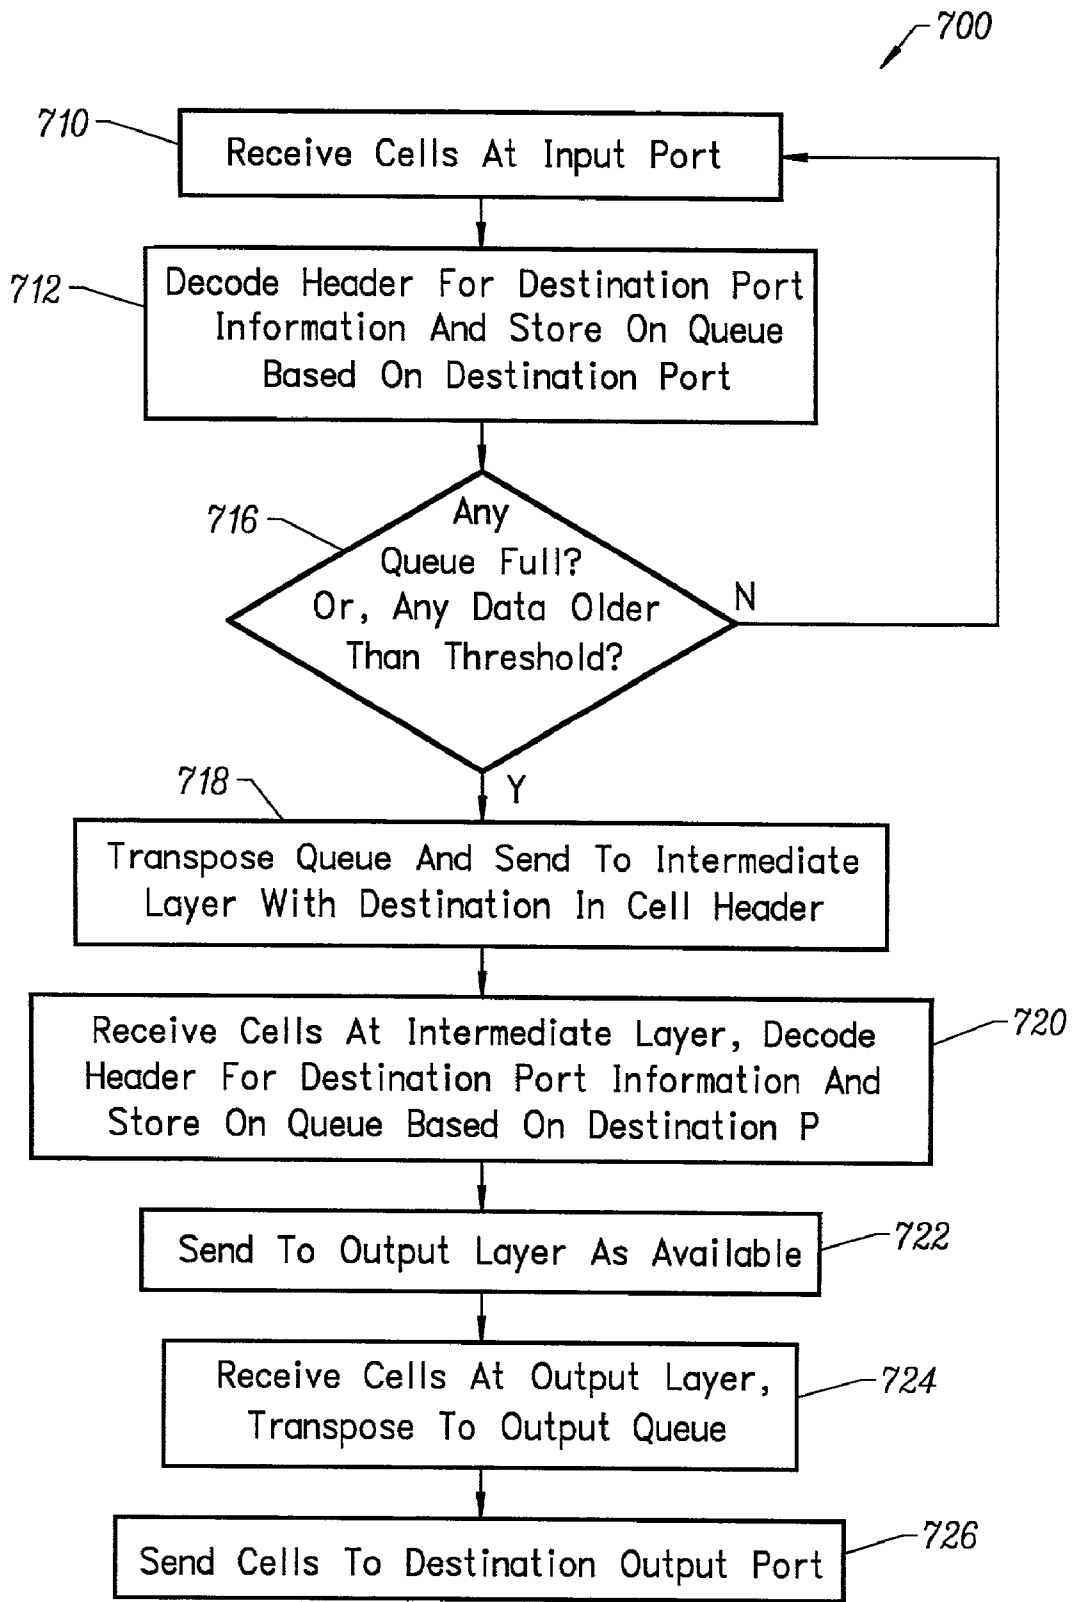 700
710
Receive Cells At Input Port
712
Decode Header For Destination Port
Information And Store On Queue
Based On Destination Port
716
Any
Queue Full?
Or, Any Data Older
Than Threshold?
N
Y
718
Transpose Queue And Send To Intermediate
Layer With Destination In Cell Header
720
Receive Cells At Intermediate Layer, Decode
Header For Destination Port Information And
Store On Queue Based On Destination P
722
Send To Output Layer As Available
724
Receive Cells At Output Layer,
Transpose To Output Queue
726
Send Cells To Destination Output Port